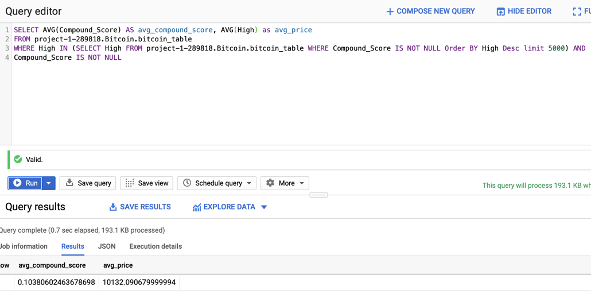 Query editor
+ COMPOSE NEW QUERY
HIDE EDITOR
1 SELECT AVG(Compound_Score) AS avg_compound_score, AVG(High) as avg_price
2 FROM project-1-289818.Bitcoin.bitcoin_table
3 WHERE High IN (SELECT High FROM project-1-289818.Bitcoin.bitcoin_table WHERE Compound_Score IS NOT NULL Order BY High Desc limit 5000) AND
4 Compound_Score IS NOT NULL
Valid.
Run
Save query
Save view
Schedule query
More
This query will process 193.1 KB wh
Query results
SAVE RESULTS
EXPLORE DATA
Query complete (0.7 sec elapsed, 193.1 KB processed)
Job information
Results
JSON
Execution details
ow avg_compound_score avg_price
0.10380602463678698 10132.090679999994